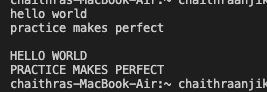 chaithras-MacBook-Air:~ chaithraanjik
hello world
practice makes perfect

HELLO WORLD
PRACTICE MAKES PERFECT
chaithras-MacBook-Air:~ chaithraanjik